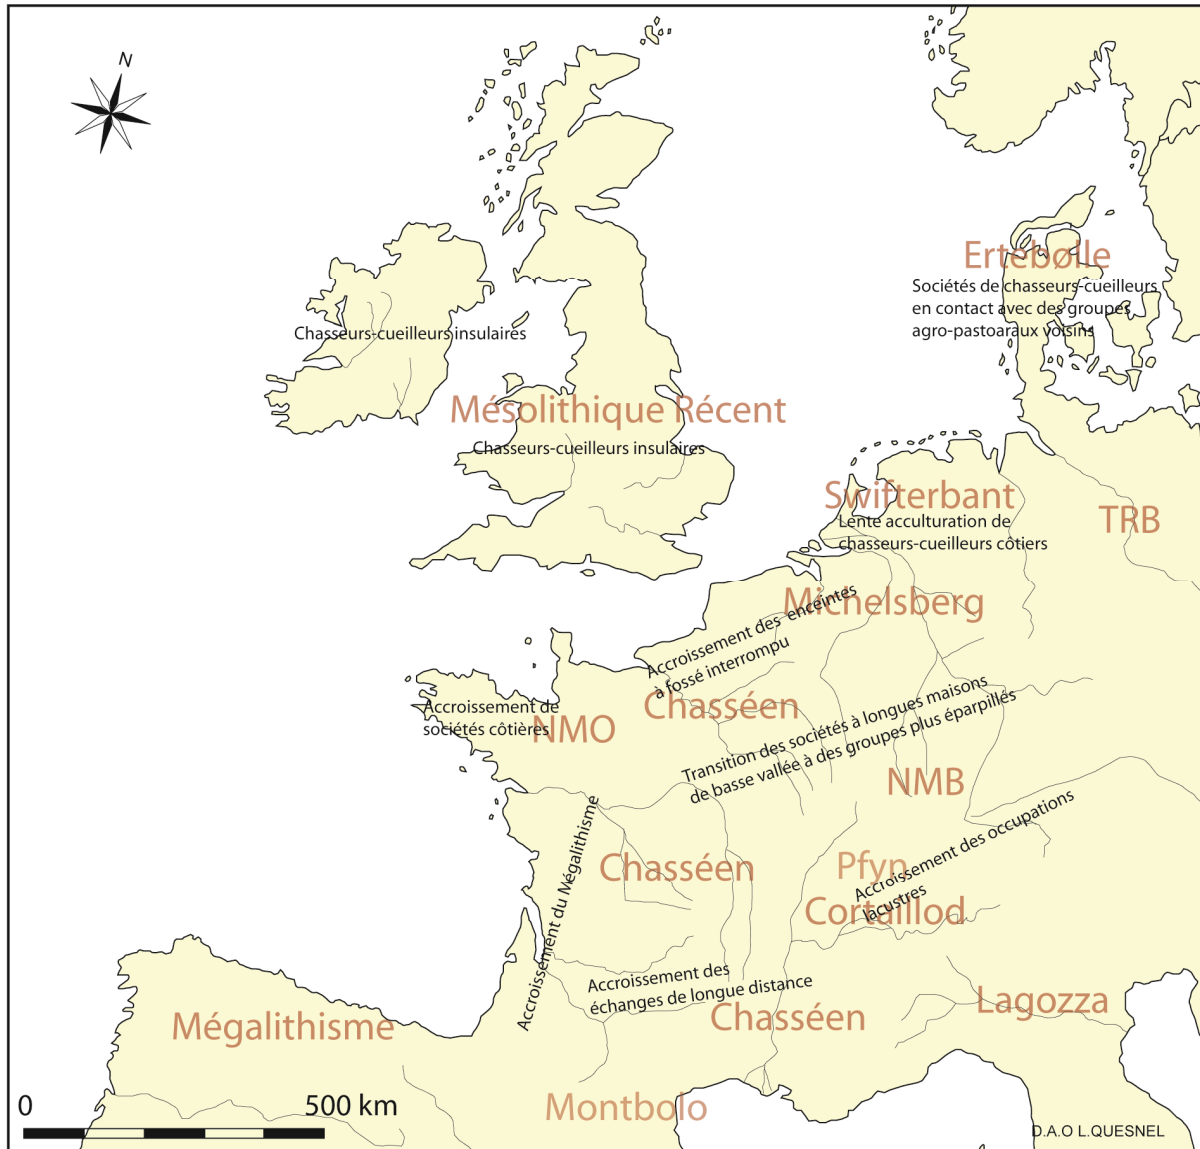 N
Ertebølle
Sociétés de chasseurs-cueilleurs
en contact avec des groupes
agro-pastoaraux voisins
Chasseurs-cueilleurs insulaires
Mésolithique Récent
Chasseurs-cueilleurs insulaires
Swifterbant
Lente acculturation de
chasseurs-cueilleurs côtiers
TRB
Michelsberg
Accroissement des enceintes
à fossé interrompu
Chasséen
Accroissement de
sociétés côtières
NMO
Transition des sociétés à longues maisons
de basse vallée à des groupes plus éparpillés
NMB
Accroissement du Mégalithisme
Chasséen
Pfyn
Accroissement des occupations
lacustres
Cortaillod
Accroissement des
échanges de longue distance
Chasséen
Lagozza
Mégalithisme
Montbolo
0
500 km
D.A.O L.QUESNEL